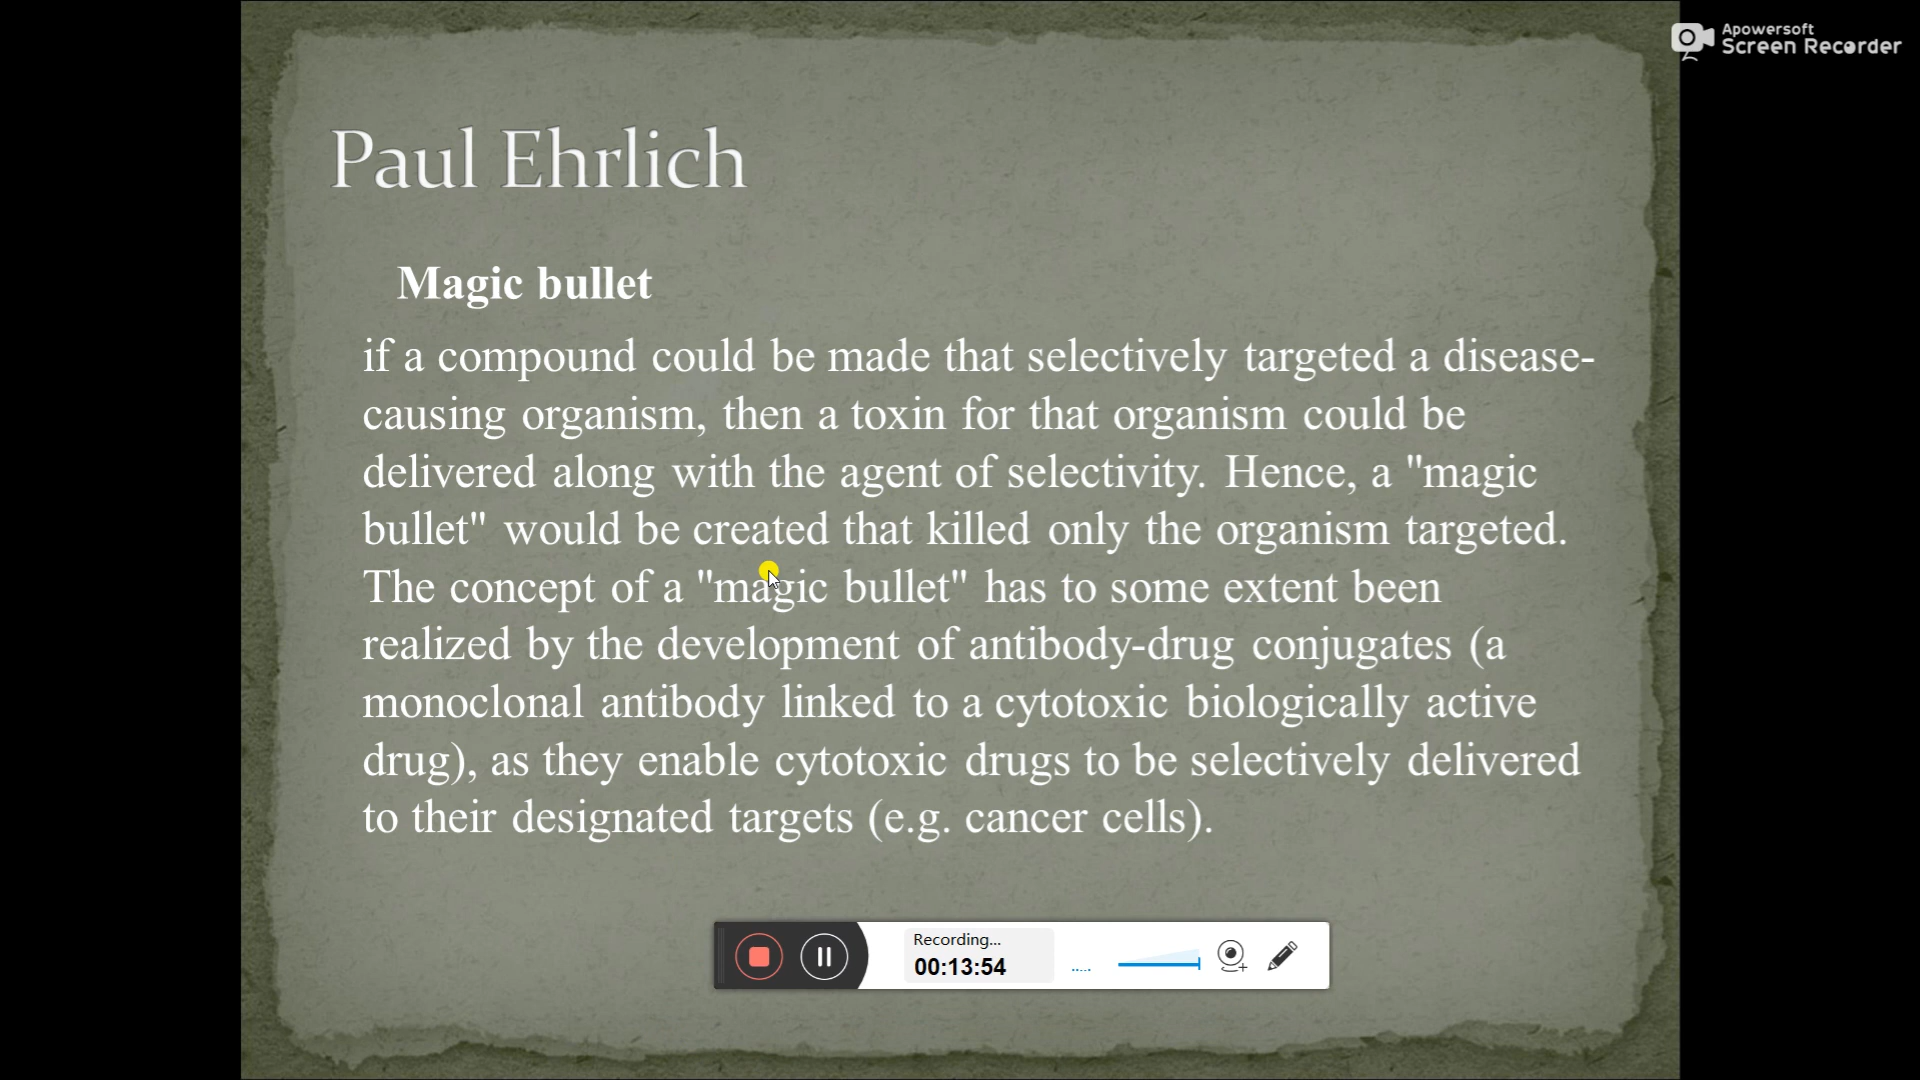 Apowersoft
Screen Recorder
Paul Ehrlich
Magic bullet
if a compound could be made that selectively targeted a disease-
causing organism, then a toxin for that organism could be
delivered along with the agent of selectivity. Hence, a "magic
bullet" would be created that killed only the organism targeted.
The concept of a "magic bullet" has to some extent been
realized by the development of antibody-drug conjugates (a
monoclonal antibody linked to a cytotoxic biologically active
drug), as they enable cytotoxic drugs to be selectively delivered
to their designated targets (e.g. cancer cells).
Recording...
00:13:54